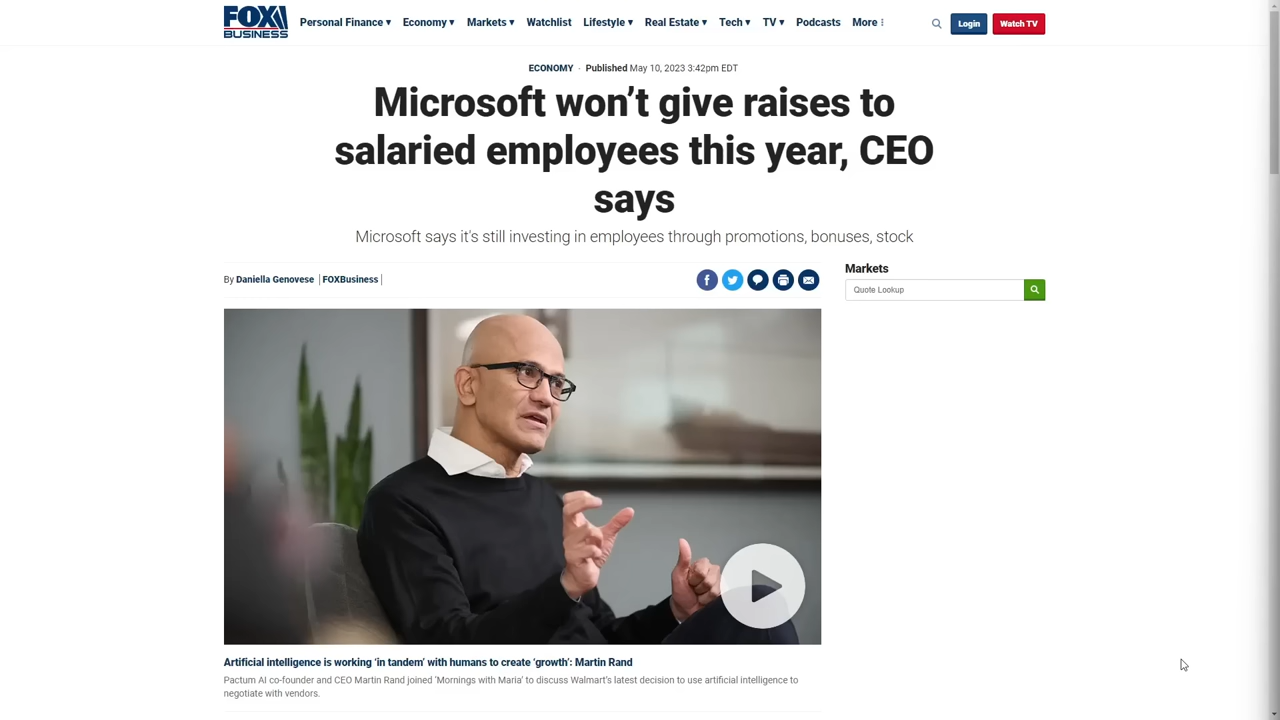 FOX
BUSINESS
Personal Finance ▾ Economy ▾ Markets ▾ Watchlist Lifestyle ▾ Real Estate ▾ Tech ▾ TV ▾ Podcasts More Login Watch TV
ECONOMY · Published May 10, 2023 3:42pm EDT
Microsoft won’t give raises to
salaried employees this year, CEO
says
Microsoft says it's still investing in employees through promotions, bonuses, stock
By Daniella Genovese | FOXBusiness |
Markets
Quote Lookup
Artificial intelligence is working ‘in tandem’ with humans to create ‘growth’: Martin Rand
Pactum AI co-founder and CEO Martin Rand joined ‘Mornings with Maria’ to discuss Walmart’s latest decision to use artificial intelligence to
negotiate with vendors.